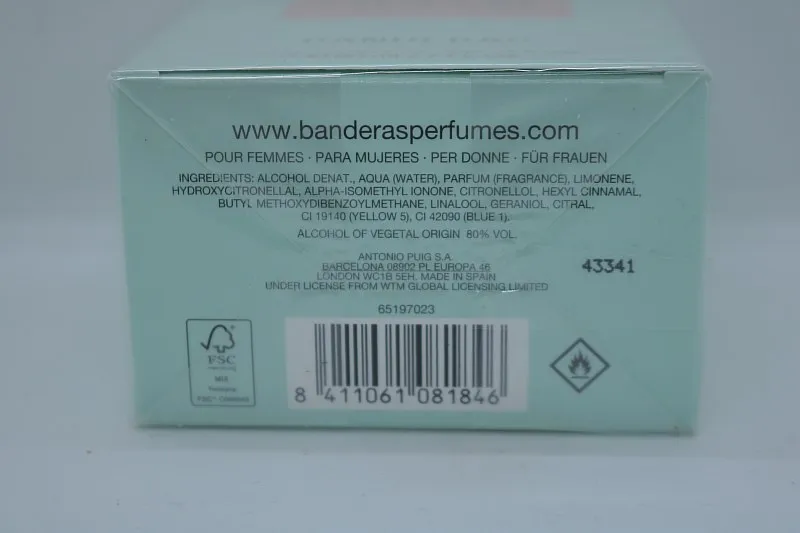 www.banderasperfumes.com
POUR FEMMES · PARA MUJERES · PER DONNE · FÜR FRAUEN
INGREDIENTS: ALCOHOL DENAT., AQUA (WATER), PARFUM (FRAGRANCE), LIMONENE,
HYDROXYCITRONELLAL, ALPHA-ISOMETHYL IONONE, CITRONELLOL, HEXYL CINNAMAL,
BUTYL METHOXYDIBENZOYLMETHANE, LINALOOL, GERANIOL, CITRAL,
CI 19140 (YELLOW 5), CI 42090 (BLUE 1).
ALCOHOL OF VEGETAL ORIGIN 80% VOL.
ANTONIO PUIG S.A.
BARCELONA 08902 PL EUROPA 46
LONDON WC1B 5EH. MADE IN SPAIN
UNDER LICENSE FROM WTM GLOBAL LICENSING LIMITED
43341
65197023
FSC
MIX
8 411061 081846